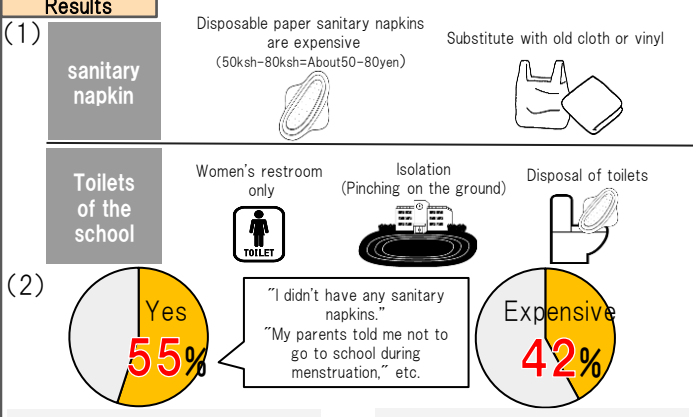 Results
(1)
sanitary
napkin
Disposable paper sanitary napkins
are expensive
(50ksh-80ksh=About50-80yen)
Substitute with old cloth or vinyl
Toilets
of the
school
Women's restroom
only
TOILET
Isolation
(Pinching on the ground)
Disposal of toilets
(2)
Yes
55%
"I didn't have any sanitary
napkins."
"My parents told me not to
go to school during
menstruation," etc.
Expensive
42%